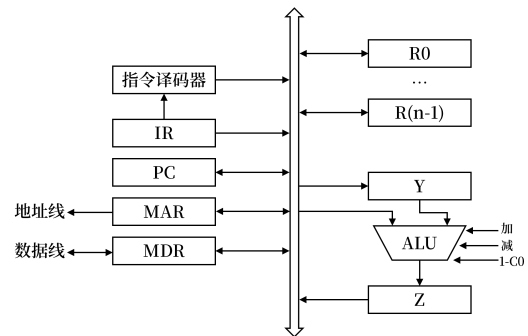 指令译码器
IR
PC
地址线
MAR
数据线
MDR
R0
...
R(n-1)
Y
ALU
加
减
1-C0
Z